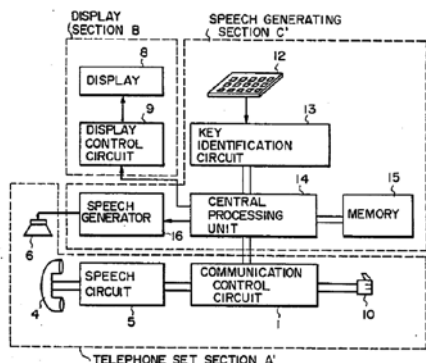 DISPLAY
SECTION B
SPEECH GENERATING
SECTION C'
8
DISPLAY
12
9
DISPLAY
CONTROL
CIRCUIT
13
KEY
IDENTIFICATION
CIRCUIT
SPEECH
GENERATOR
16
14
CENTRAL
PROCESSING
UNIT
15
MEMORY
6
4
SPEECH
CIRCUIT
5
COMMUNICATION
CONTROL
CIRCUIT
1
10
TELEPHONE SET SECTION A'